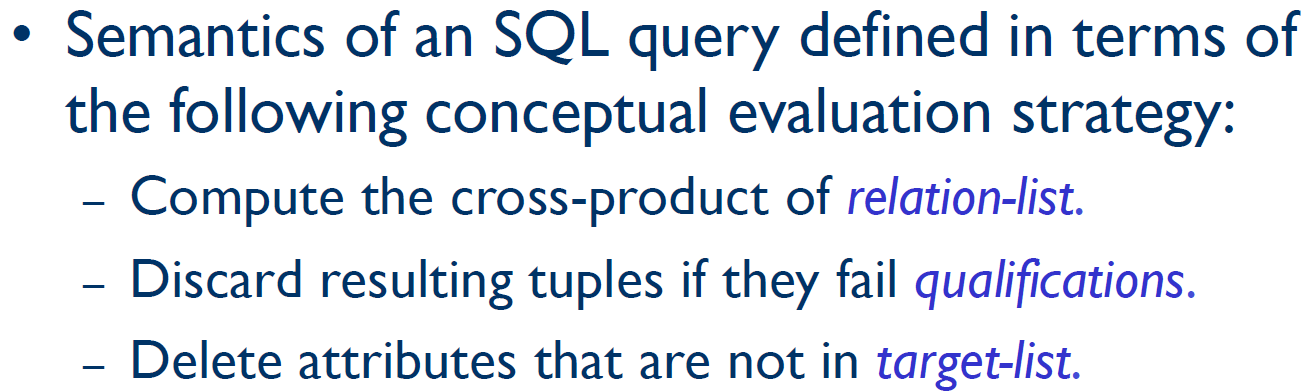 • Semantics of an SQL query defined in terms of
the following conceptual evaluation strategy:
– Compute the cross-product of relation-list.
– Discard resulting tuples if they fail qualifications.
– Delete attributes that are not in target-list.